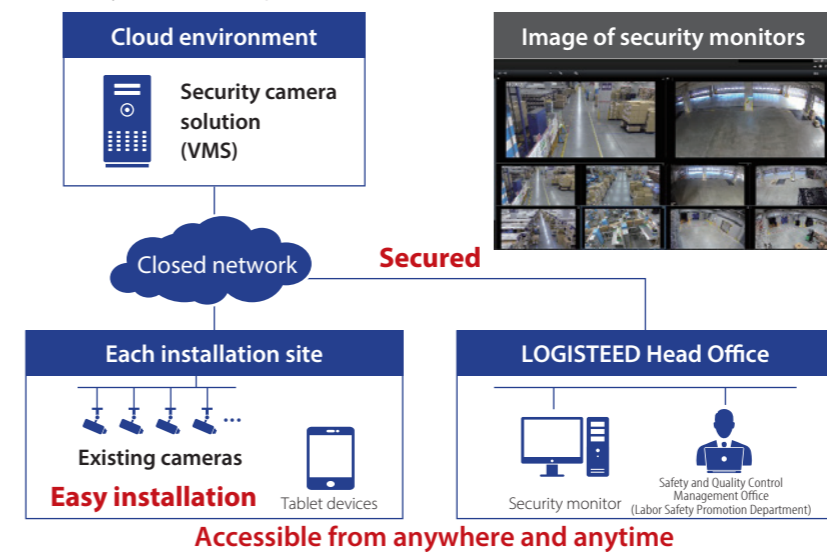 Cloud environment
Security camera
solution
(VMS)
Image of security monitors
Closed network
Secured
Each installation site
Existing cameras
Easy installation
Tablet devices
LOGISTEED Head Office
Security monitor
Safety and Quality Control
Management Office
(Labor Safety Promotion Department)
Accessible from anywhere and anytime